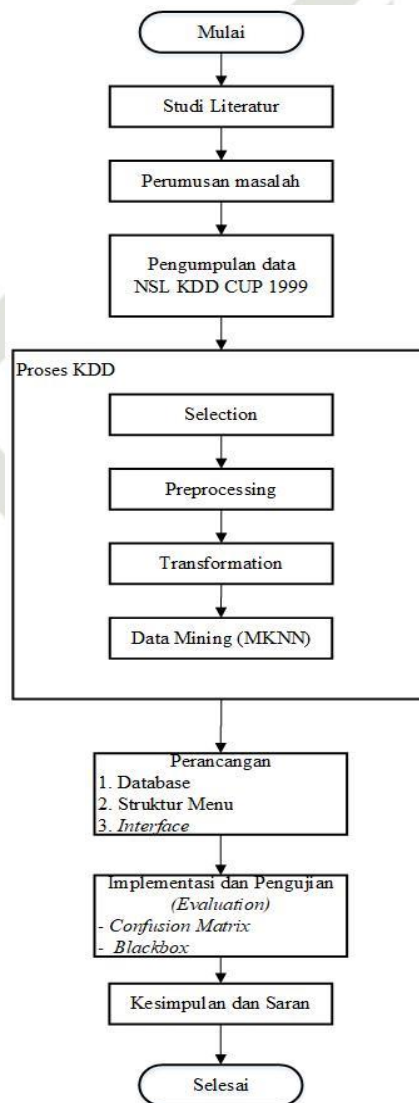 Mulai
Studi Literatur
Perumusan masalah
Pengumpulan data
NSL KDD CUP 1999
Proses KDD
Selection
Preprocessing
Transformation
Data Mining (MKNN)
Perancangan
1. Database
2. Struktur Menu
3. Interface
Implementasi dan Pengujian
(Evaluation)
- Confusion Matrix
- Blackbox
Kesimpulan dan Saran
Selesai